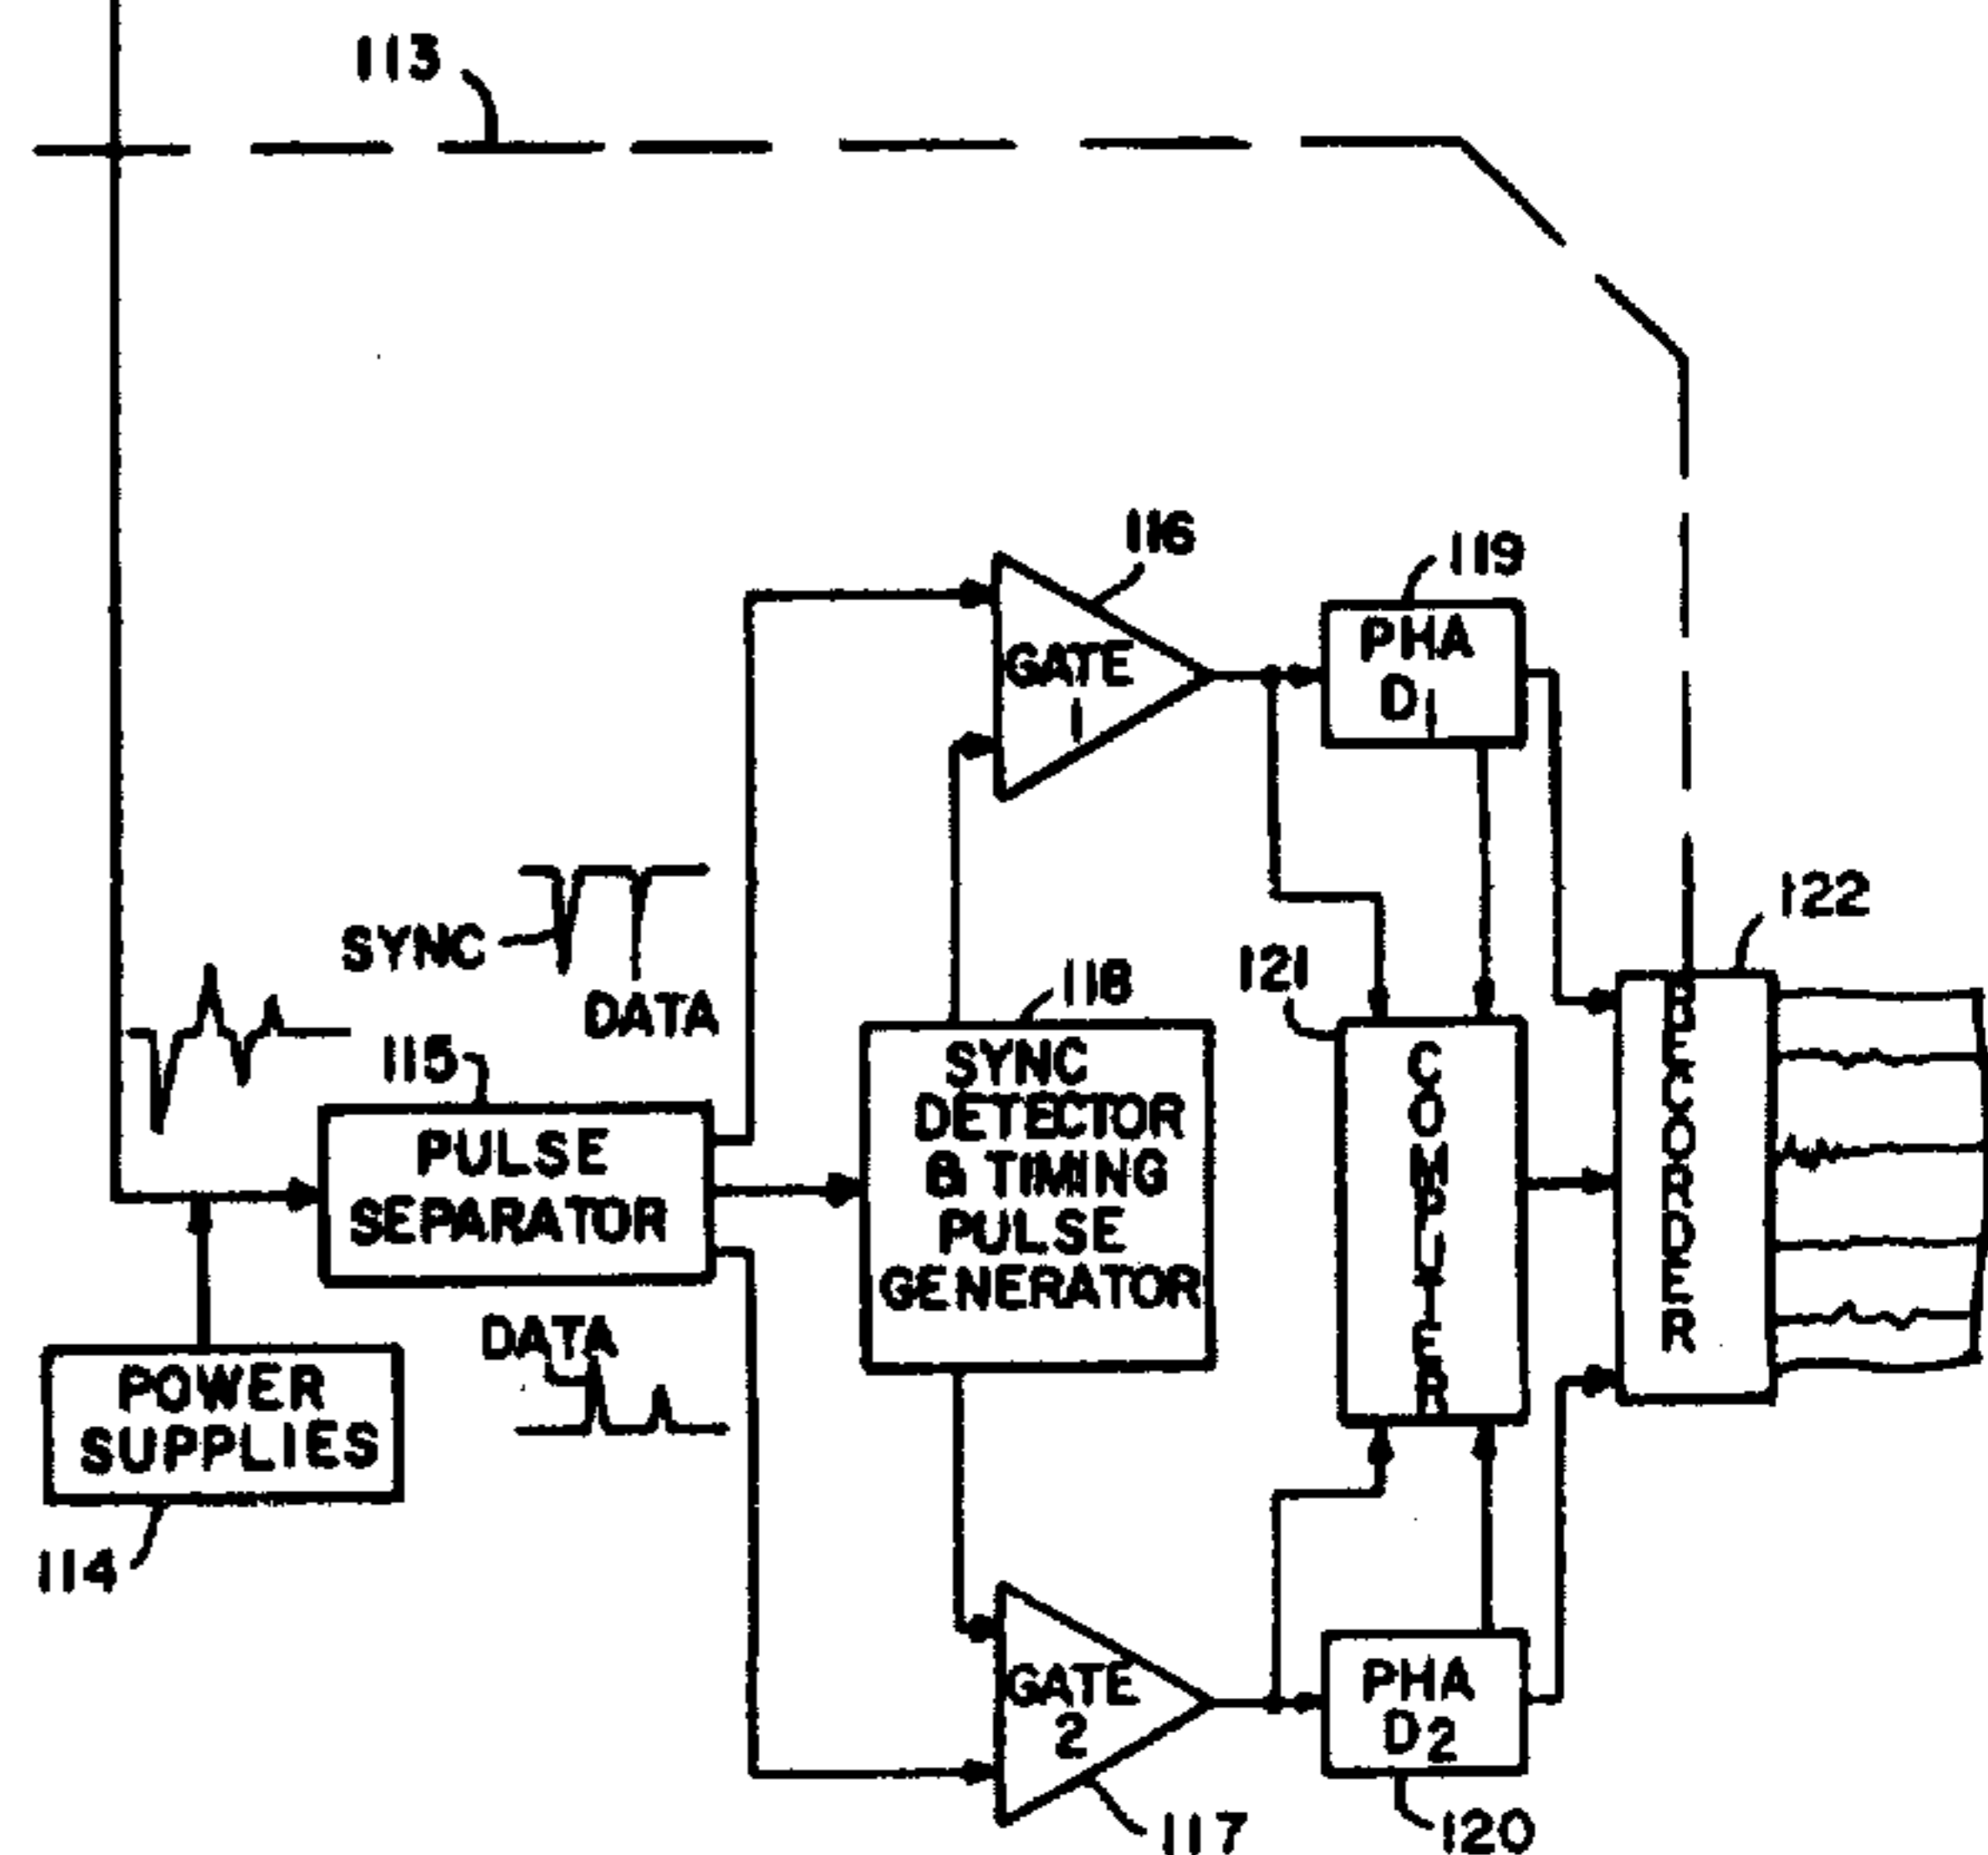 113
116
119
PHA
D1
GATE
1
122
SYNC
DATA
118
121
115
SYNC
DETECTOR
& TIMING
PULSE
GENERATOR
COMPUTER
RECORDER
PULSE
SEPARATOR
DATA
POWER
SUPPLIES
114
GATE
2
PHA
D2
117
120